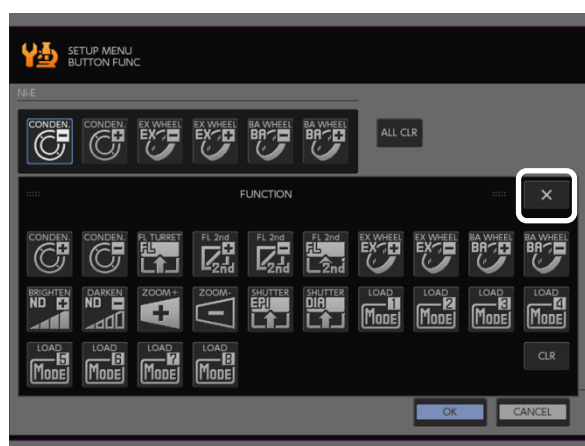 SETUP MENU
BUTTON FUNC
NI-E
CONDEN. CONDEN. EX WHEEL EX WHEEL BA WHEEL BA WHEEL
EX EX BA BA
ALL CLR
FUNCTION
CONDEN. CONDEN. FL TURRET FL 2nd FL 2nd FL 2nd EX WHEEL EX WHEEL BA WHEEL BA WHEEL
FL 2nd 2nd FL 2nd EX EX BA BA
BRIGHTEN DARKEN ZOOM+ ZOOM- SHUTTER SHUTTER LOAD LOAD LOAD LOAD
ND ND EPI DIA 1 2 3 4
MODE MODE MODE MODE
LOAD LOAD LOAD LOAD
5 6 7 8
MODE MODE MODE MODE
CLR
OK CANCEL